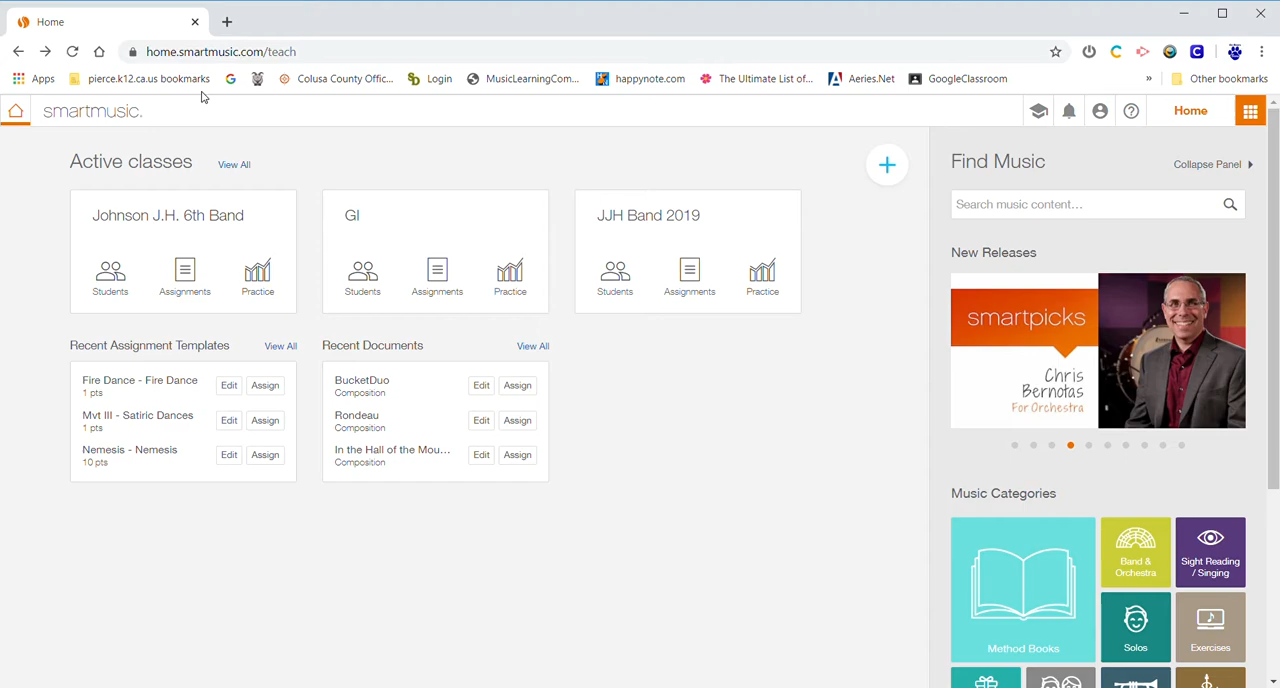 Home
home.smartmusic.com/teach
Apps pierce.k12.ca.us bookmarks Colusa County Offic... Login MusicLearningCom... happynote.com The Ultimate List of... Aeries.Net GoogleClassroom » Other bookmarks
smartmusic. Home
Active classes View All
Johnson J.H. 6th Band
Students Assignments Practice
GI
Students Assignments Practice
JJH Band 2019
Students Assignments Practice
Recent Assignment Templates View All
Fire Dance - Fire Dance
1 pts
Edit Assign
Mvt III - Satiric Dances
1 pts
Edit Assign
Nemesis - Nemesis
10 pts
Edit Assign
Recent Documents View All
BucketDuo
Composition
Edit Assign
Rondeau
Composition
Edit Assign
In the Hall of the Mou...
Composition
Edit Assign
Find Music Collapse Panel
Search music content...
New Releases
smartpicks
Chris
Bernotas
For Orchestra
Music Categories
Method Books
Band &
Orchestra
Sight Reading
/ Singing
Solos
Exercises